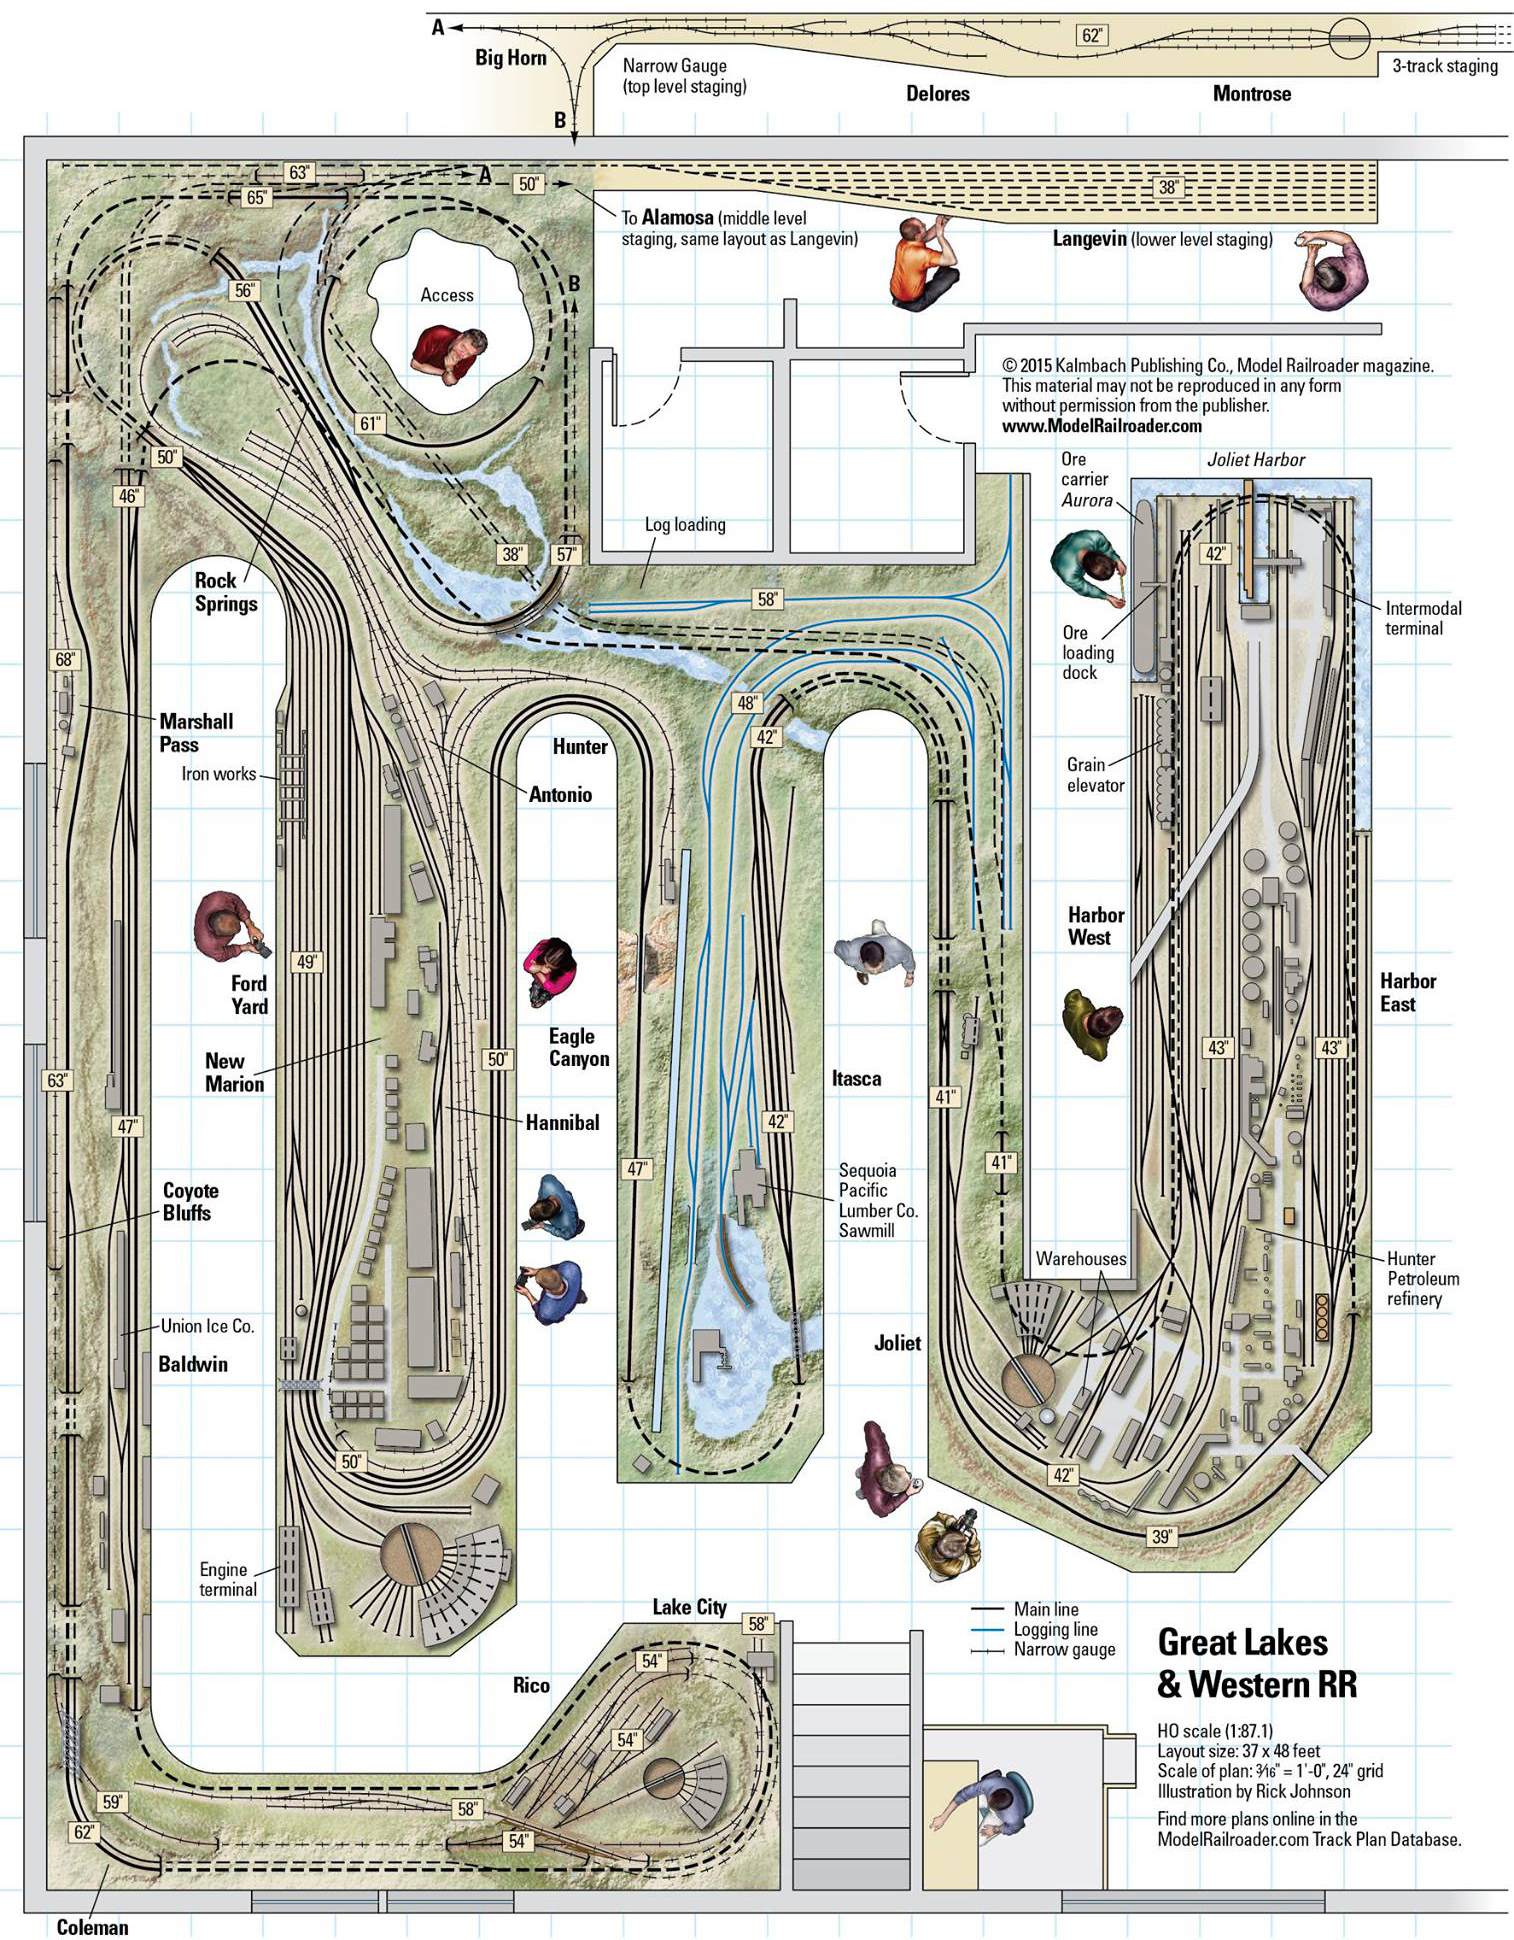 A
Big Horn
62"
Narrow Gauge
(top level staging)
Delores
Montrose
3-track staging
B
63"
A
65"
50"
38"
To Alamosa (middle level
staging, same layout as Langevin)
Langevin (lower level staging)
56"
Access
B
61"
© 2015 Kalmbach Publishing Co., Model Railroader magazine.
This material may not be reproduced in any form
without permission from the publisher.
www.ModelRailroader.com
50"
46"
Ore
carrier
Aurora
Joliet Harbor
Log loading
38"
57"
42"
Rock
Springs
58"
Intermodal
terminal
Ore
loading
dock
68"
48"
42"
Marshall
Pass
Hunter
Iron works
Grain
elevator
Antonio
Harbor
West
49"
Ford
Yard
Harbor
East
Eagle
Canyon
New
Marion
50"
43"
43"
63"
Itasca
41"
47"
Hannibal
42"
41"
47"
Sequoia
Pacific
Lumber Co.
Sawmill
Coyote
Bluffs
Warehouses
Hunter
Petroleum
refinery
Union Ice Co.
Baldwin
Joliet
50"
42"
39"
Engine
terminal
Lake City
58"
Main line
Logging line
Narrow gauge
Great Lakes
& Western RR
54"
Rico
54"
HO scale (1:87.1)
Layout size: 37 x 48 feet
Scale of plan: 3⁄16" = 1'-0", 24" grid
Illustration by Rick Johnson
59"
58"
62"
54"
Find more plans online in the
ModelRailroader.com Track Plan Database.
Coleman